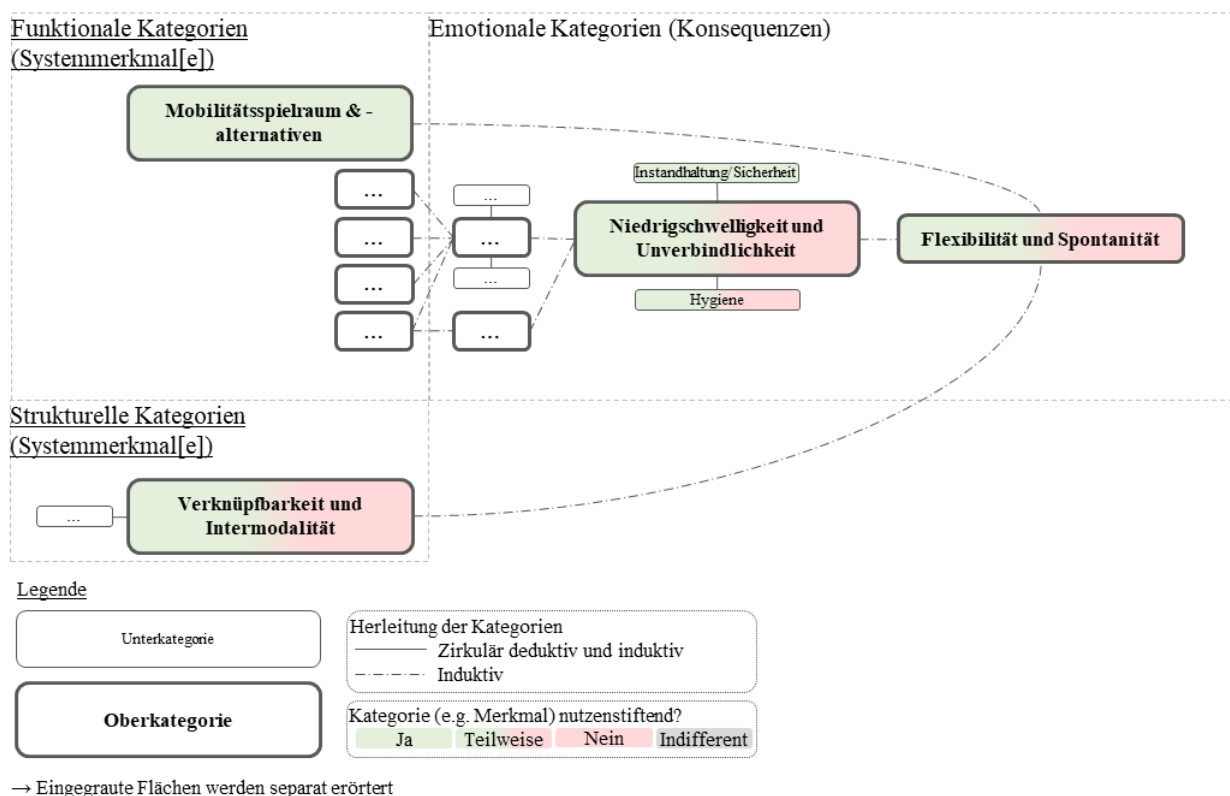 Funktionale Kategorien
(Systemmerkmal[e])
Emotionale Kategorien (Konsequenzen)
Mobilitätsspielraum & -
alternativen
...
...
...
...
...
...
...
...
Instandhaltung/Sicherheit
Niedrigschwelligkeit und
Unverbindlichkeit
Hygiene
Flexibilität und Spontanität
Strukturelle Kategorien
(Systemmerkmal[e])
...
Verknüpfbarkeit und
Intermodalität
Legende
Unterkategorie
Oberkategorie
Herleitung der Kategorien
Zirkulär deduktiv und induktiv
Induktiv
Kategorie (e.g. Merkmal) nutzenstiftend?
Ja Teilweise Nein Indifferent
→ Eingegraute Flächen werden separat erörtert